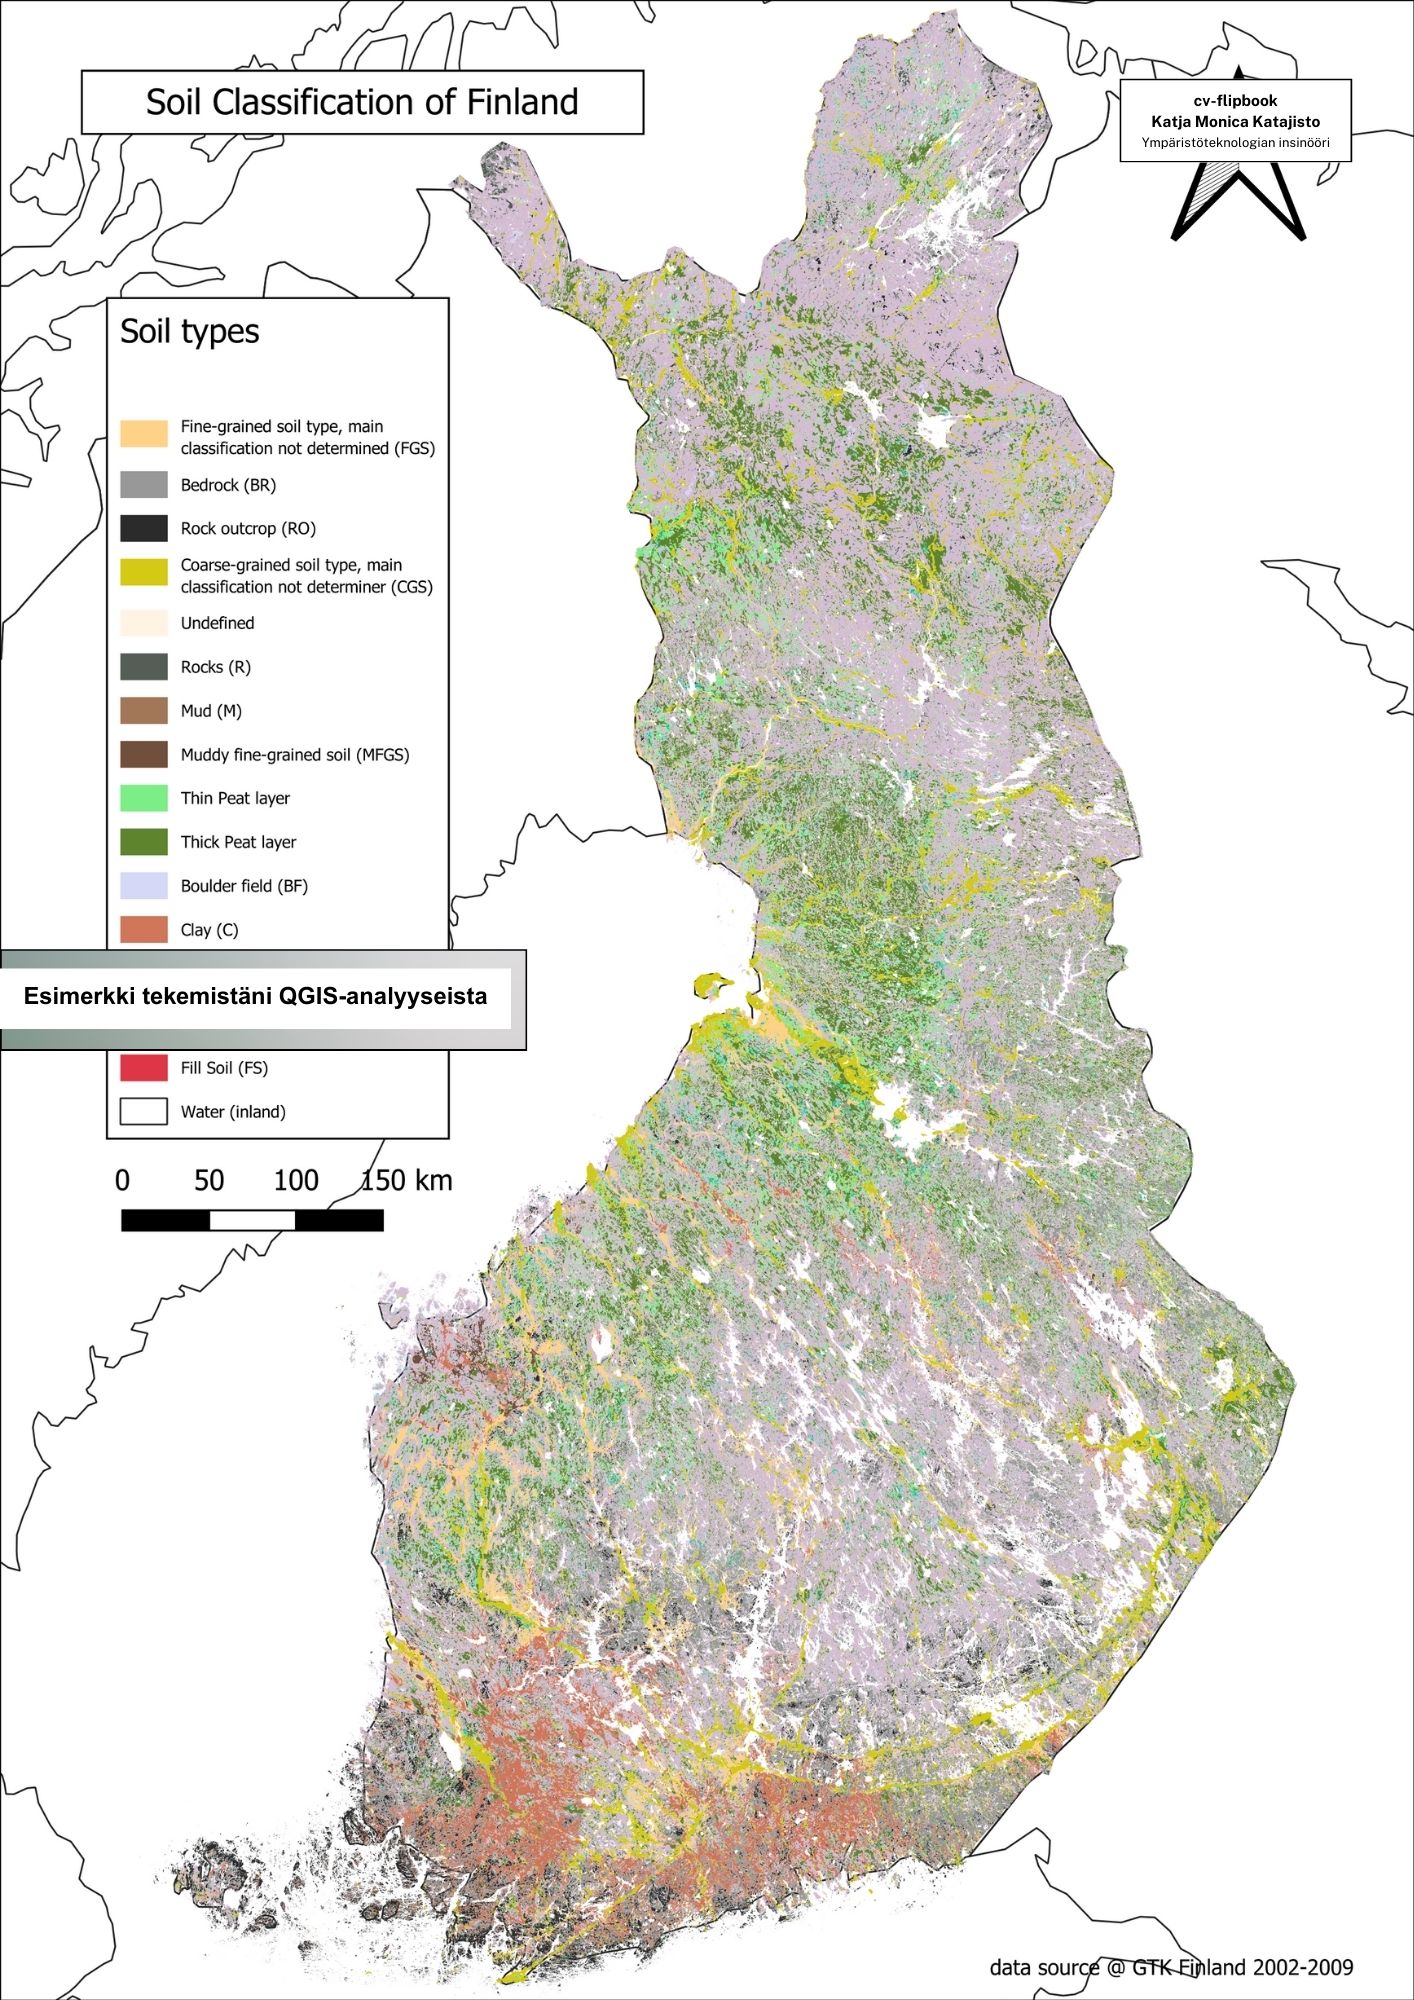 Soil Classification of Finland
cv-flipbook
Katja Monica Katajisto
Ympäristöteknologian insinööri
Soil types
Fine-grained soil type, main
classification not determined (FGS)
Bedrock (BR)
Rock outcrop (RO)
Coarse-grained soil type, main
classification not determiner (CGS)
Undefined
Rocks (R)
Mud (M)
Muddy fine-grained soil (MFGS)
Thin Peat layer
Thick Peat layer
Boulder field (BF)
Clay (C)
Esimerkki tekemistäni QGIS-analyyseista
Fill Soil (FS)
Water (inland)
0 50 100 150 km
data source @ GTK Finland 2002-2009